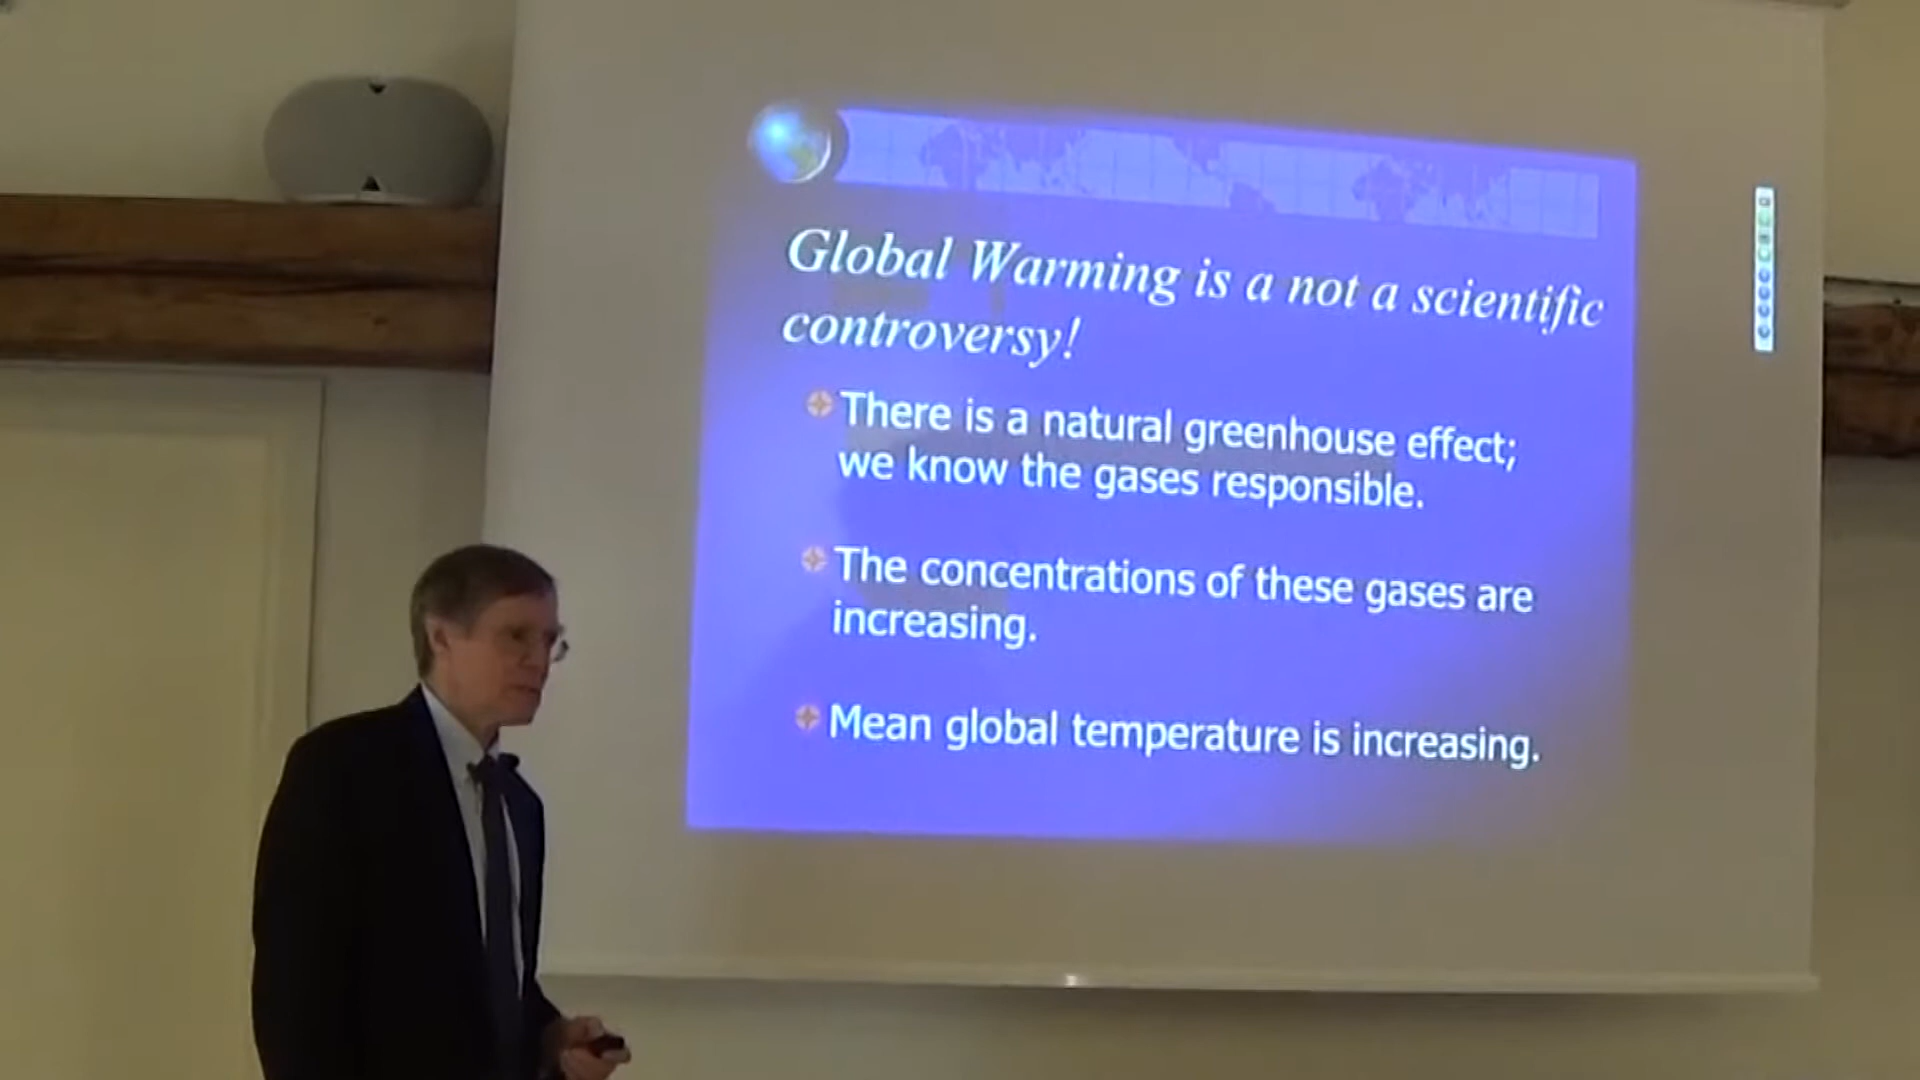 Global Warming is a not a scientific
controversy!
There is a natural greenhouse effect;
we know the gases responsible.
The concentrations of these gases are
increasing.
Mean global temperature is increasing.